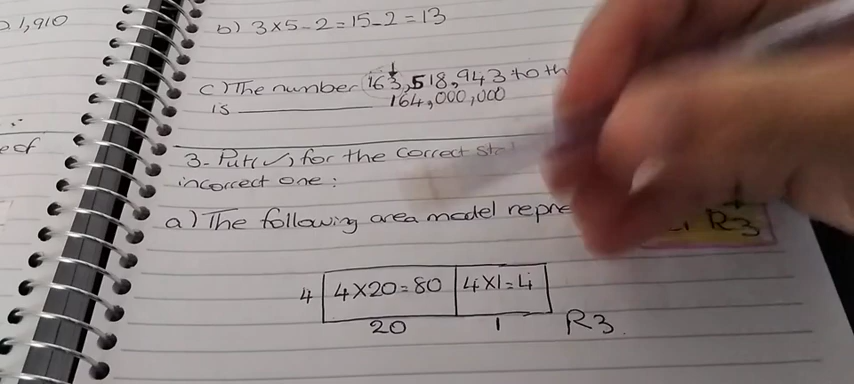 1,910
b) 3×5-2=15-2=13
c) The number 163,518,943 to th
is 164,000,000
3- Put (✓) for the correct
incorrect one:
a) The following area model repre
R3
4 4×20=80 4×1=4
20 1 R3